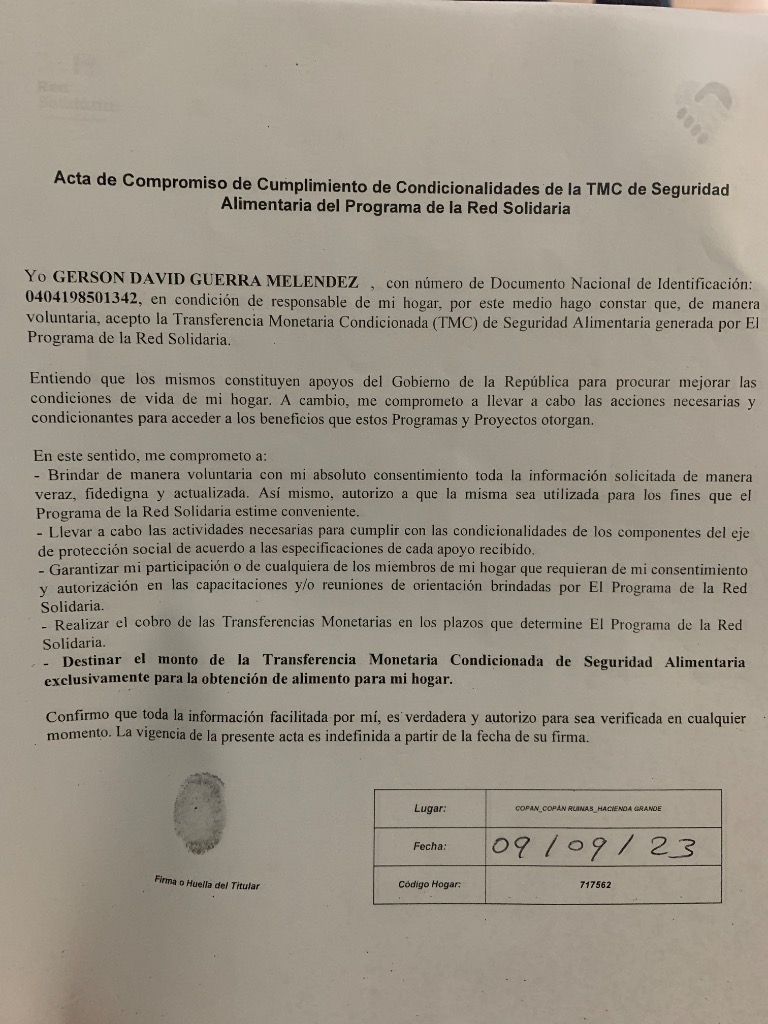 Red
Solidaria
Acta de Compromiso de Cumplimiento de Condicionalidades de la TMC de Seguridad
Alimentaria del Programa de la Red Solidaria
Yo GERSON DAVID GUERRA MELENDEZ , con número de Documento Nacional de Identificación:
0404198501342, en condición de responsable de mi hogar, por este medio hago constar que, de manera
voluntaria, acepto la Transferencia Monetaria Condicionada (TMC) de Seguridad Alimentaria generada por El
Programa de la Red Solidaria.
Entiendo que los mismos constituyen apoyos del Gobierno de la República para procurar mejorar las
condiciones de vida de mi hogar. A cambio, me comprometo a llevar a cabo las acciones necesarias y
condicionantes para acceder a los beneficios que estos Programas y Proyectos otorgan.
En este sentido, me comprometo a:
- Brindar de manera voluntaria con mi absoluto consentimiento toda la información solicitada de manera
veraz, fidedigna y actualizada. Así mismo, autorizo a que la misma sea utilizada para los fines que el
Programa de la Red Solidaria estime conveniente.
- Llevar a cabo las actividades necesarias para cumplir con las condicionalidades de los componentes del eje
de protección social de acuerdo a las especificaciones de cada apoyo recibido.
- Garantizar mi participación o de cualquiera de los miembros de mi hogar que requieran de mi consentimiento
y autorización en las capacitaciones y/o reuniones de orientación brindadas por El Programa de la Red
Solidaria.
- Realizar el cobro de las Transferencias Monetarias en los plazos que determine El Programa de la Red
Solidaria.
- Destinar el monto de la Transferencia Monetaria Condicionada de Seguridad Alimentaria
exclusivamente para la obtención de alimento para mi hogar.
Confirmo que toda la información facilitada por mí, es verdadera y autorizo para sea verificada en cualquier
momento. La vigencia de la presente acta es indefinida a partir de la fecha de su firma.
Firma o Huella del Titular
Lugar: COPAN_COPÁN RUINAS_HACIENDA GRANDE
Fecha: 09/09/23
Código Hogar: 717562